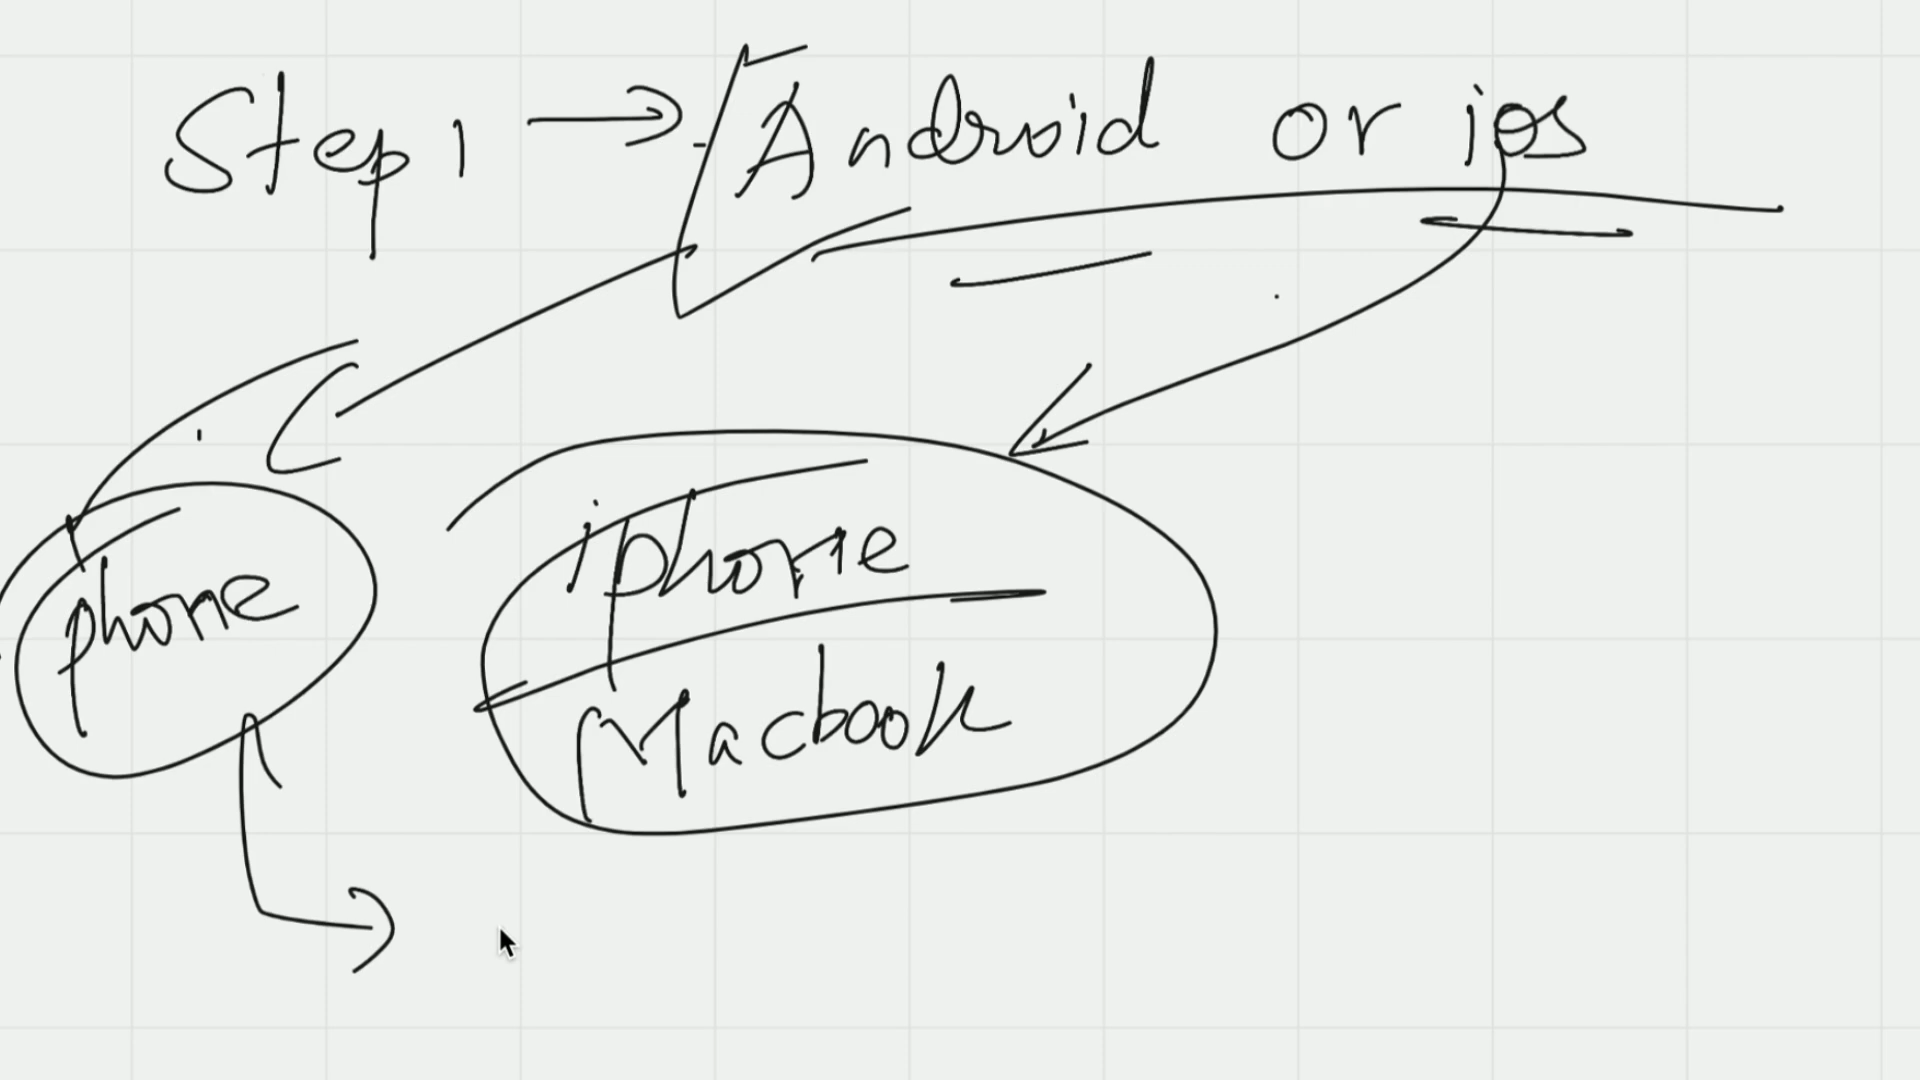 Step 1 → Android or ios
phone
iphone
Macbook